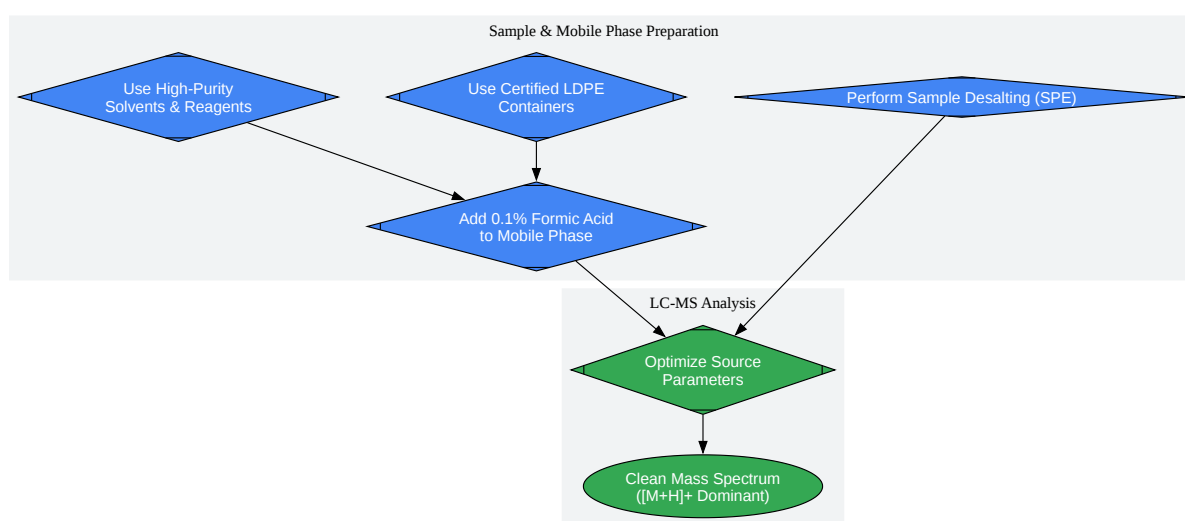 Sample & Mobile Phase Preparation
Use High-Purity
Solvents & Reagents
Use Certified LDPE
Containers
Perform Sample Desalting (SPE)
Add 0.1% Formic Acid
to Mobile Phase
LC-MS Analysis
Optimize Source
Parameters
Clean Mass Spectrum
([M+H]+ Dominant)